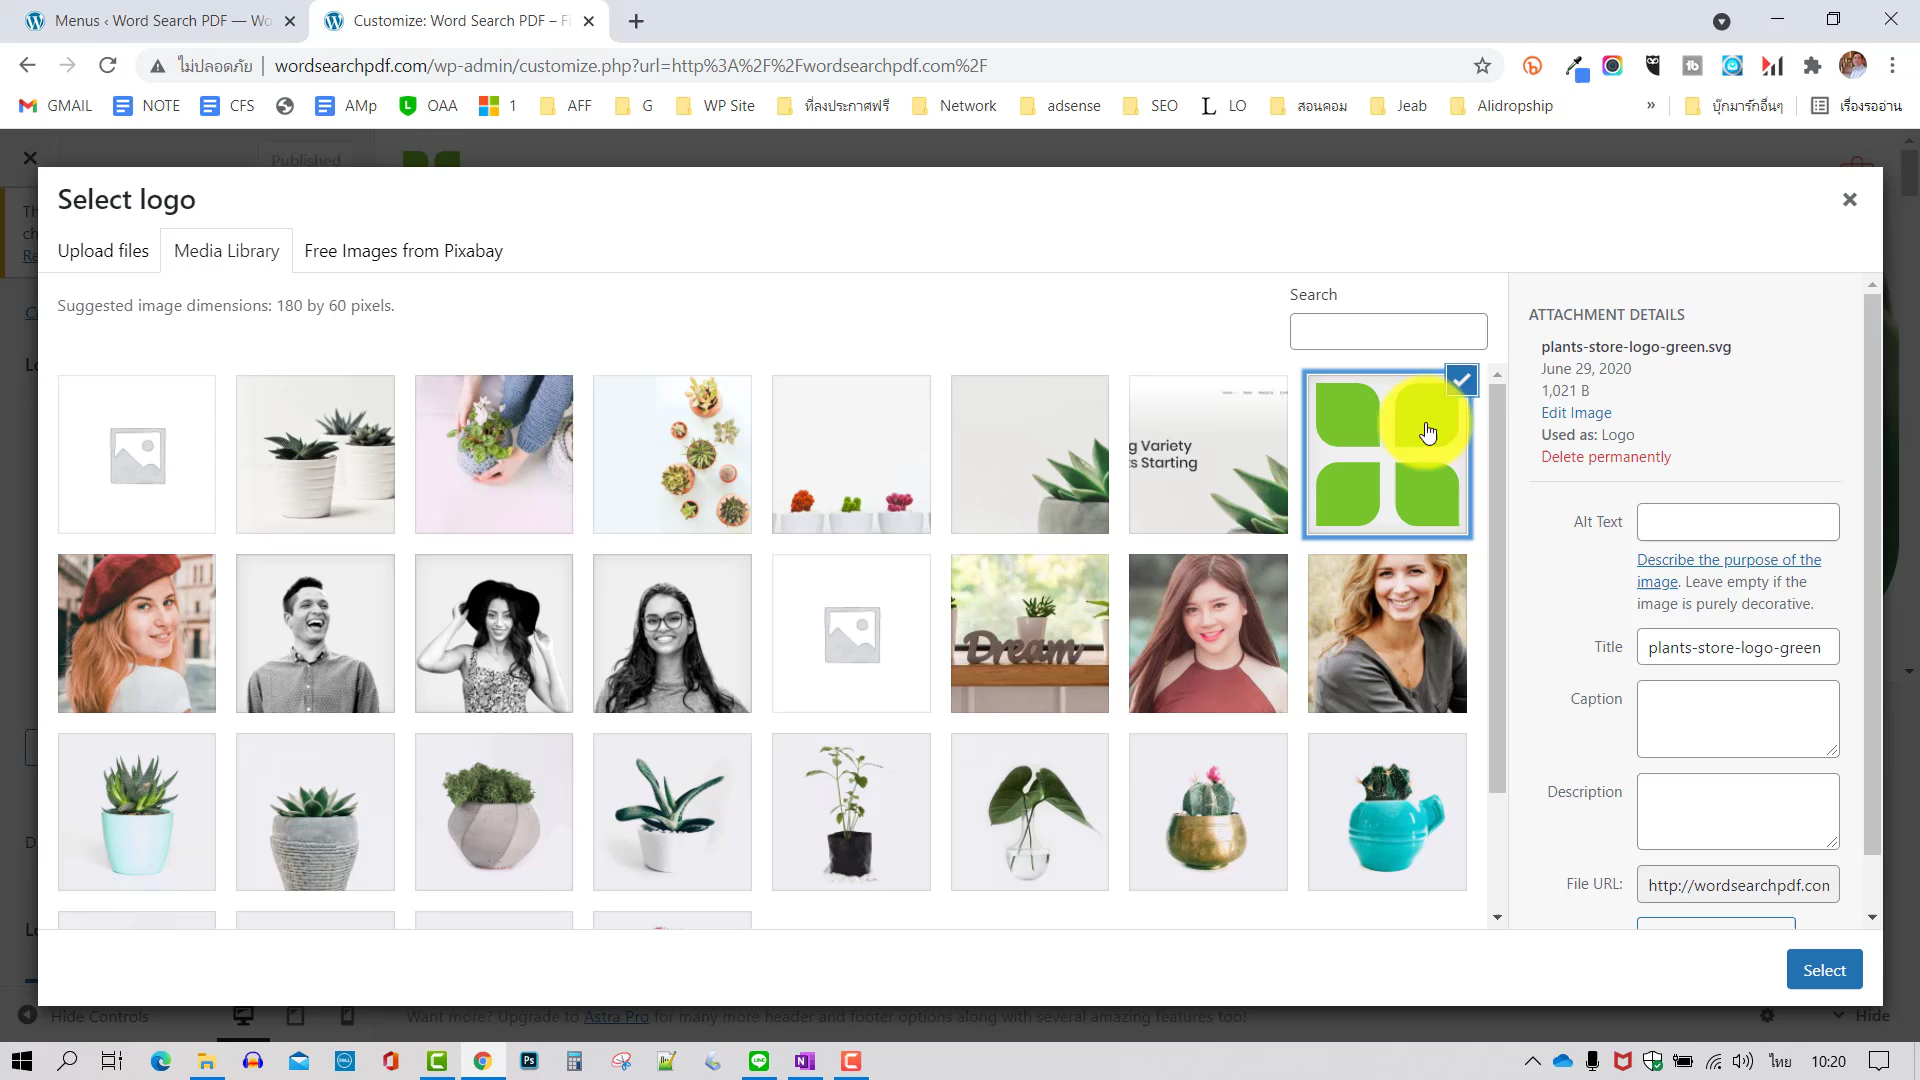 Menus ‹ Word Search PDF — Wo
Customize: Word Search PDF – Fi
ไม่ปลอดภัย
wordsearchpdf.com/wp-admin/customize.php?url=http%3A%2F%2Fwordsearchpdf.com%2F
GMAIL
NOTE
CFS
AMp
OAA
1
AFF
G
WP Site
ที่ลงประกาศฟรี
Network
adsense
SEO
LO
สอนคอม
Jeab
Alidropship
»
บุ๊กมาร์กอื่นๆ
เรื่องรออ่าน
Published
Select logo
Upload files
Media Library
Free Images from Pixabay
Suggested image dimensions: 180 by 60 pixels.
Search
g Variety
s Starting
Dream
ATTACHMENT DETAILS
plants-store-logo-green.svg
June 29, 2020
1,021 B
Edit Image
Used as: Logo
Delete permanently
Alt Text
Describe the purpose of the
image. Leave empty if the
image is purely decorative.
Title
plants-store-logo-green
Caption
Description
File URL:
http://wordsearchpdf.con
Select
Hide Controls
Want more? Upgrade to Astra Pro for many more header and footer options along with several amazing features too!
Hide
ไทย
10:20